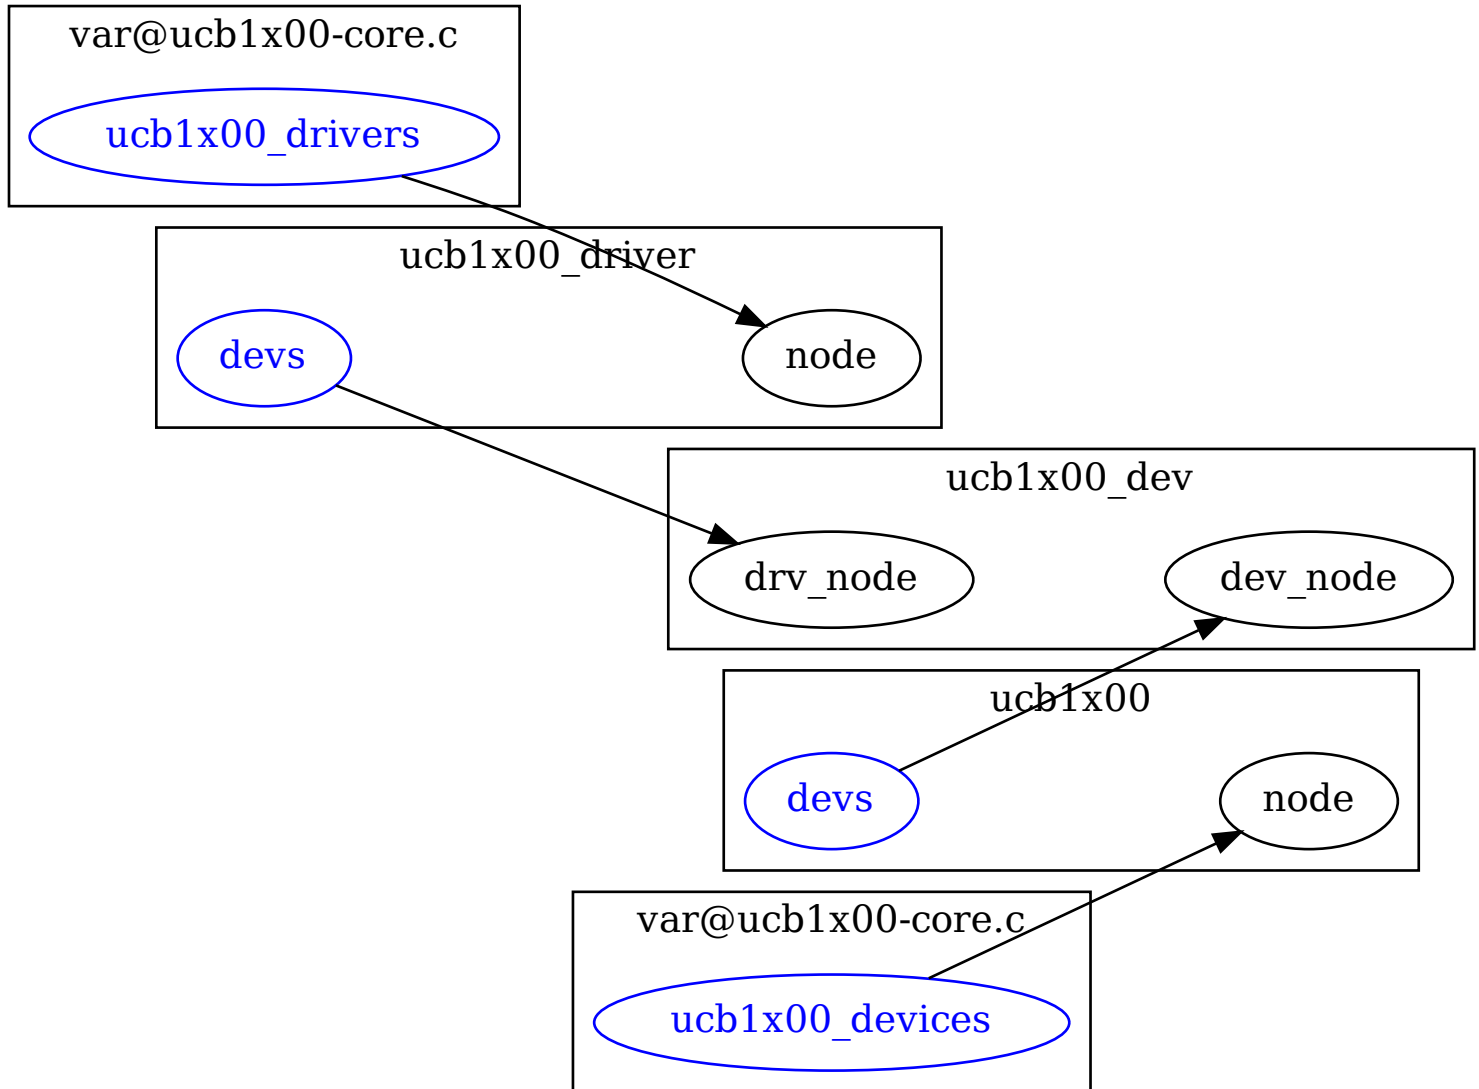 var@ucb1x00-core.c
ucb1x00_drivers
ucb1x00_driver
devs
node
ucb1x00_dev
drv_node
dev_node
ucb1x00
devs
node
var@ucb1x00-core.c
ucb1x00_devices